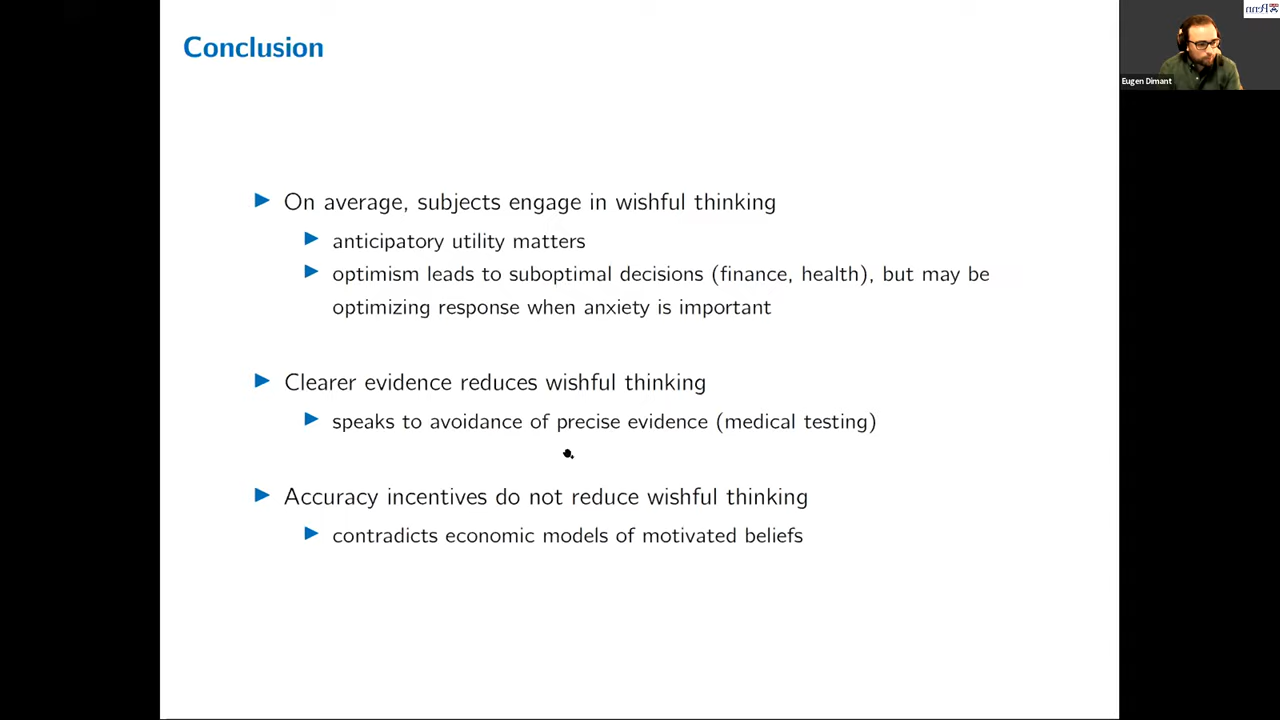 Conclusion
On average, subjects engage in wishful thinking
anticipatory utility matters
optimism leads to suboptimal decisions (finance, health), but may be
optimizing response when anxiety is important
Clearer evidence reduces wishful thinking
speaks to avoidance of precise evidence (medical testing)
Accuracy incentives do not reduce wishful thinking
contradicts economic models of motivated beliefs
Eugen Dimant